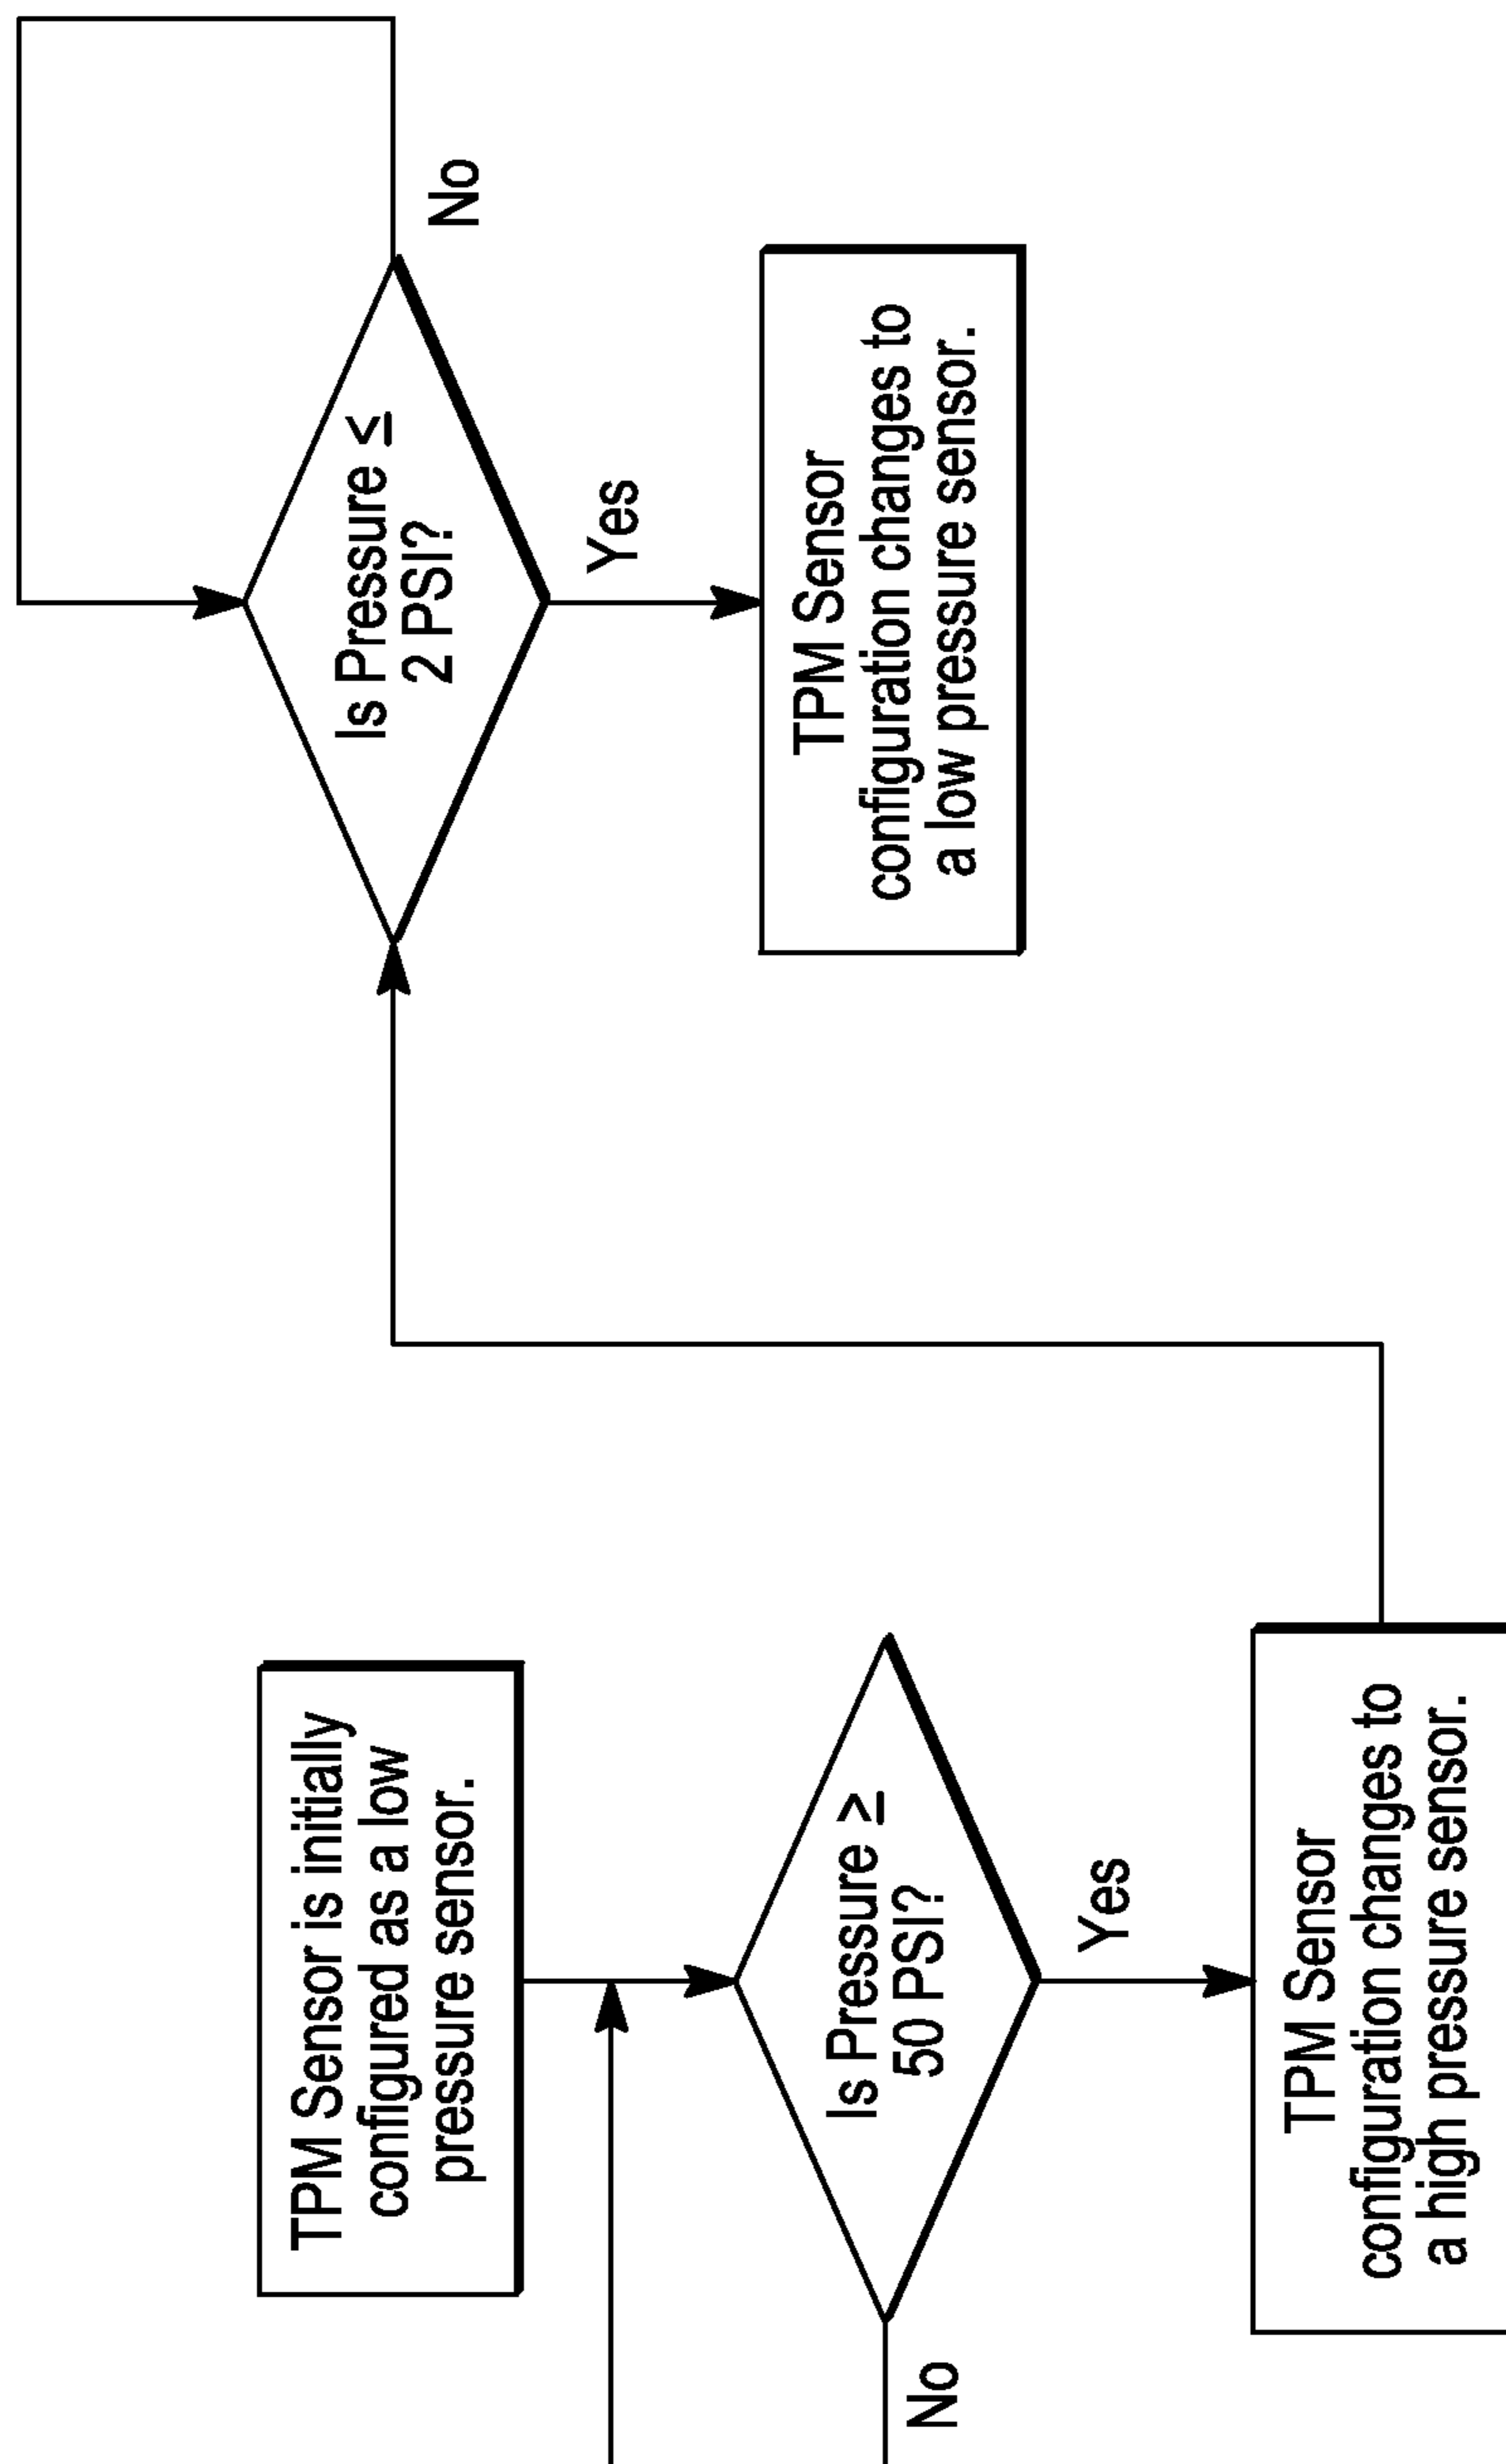 TPM Sensor is initially
configured as a low
pressure sensor.
Is Pressure ≥
50 PSI?
No
Yes
TPM Sensor
configuration changes to
a high pressure sensor.
Is Pressure ≤
2 PSI?
No
Yes
TPM Sensor
configuration changes to
a low pressure sensor.